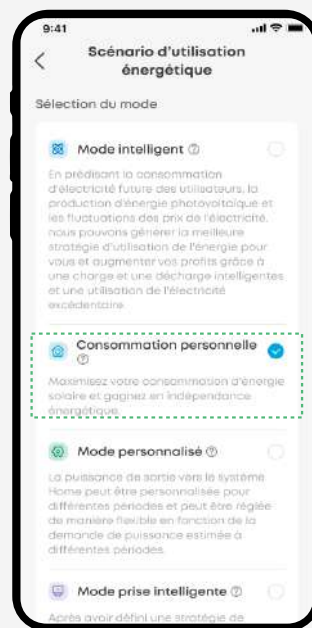 9:41
Scénario d'utilisation
énergétique
Sélection du mode
Mode intelligent
En prédisant la consommation
d'électricité future des utilisateurs, la
production d'énergie photovoltaïque et
les fluctuations des prix de l'électricité,
nous pouvons générer la meilleure
stratégie d'utilisation de l'énergie pour
vous et augmenter vos profits grâce à
une charge et une décharge intelligentes
et une utilisation de l'électricité
excédentaire.
Consommation personnelle
Maximisez votre consommation d'énergie
solaire et gagnez en indépendance
énergétique.
Mode personnalisé
La puissance de sortie vers le système
Home peut être personnalisée pour
différentes périodes et peut être réglée
de manière flexible en fonction de la
demande de puissance estimée à
différentes périodes.
Mode prise intelligente
Après avoir défini une stratégie de